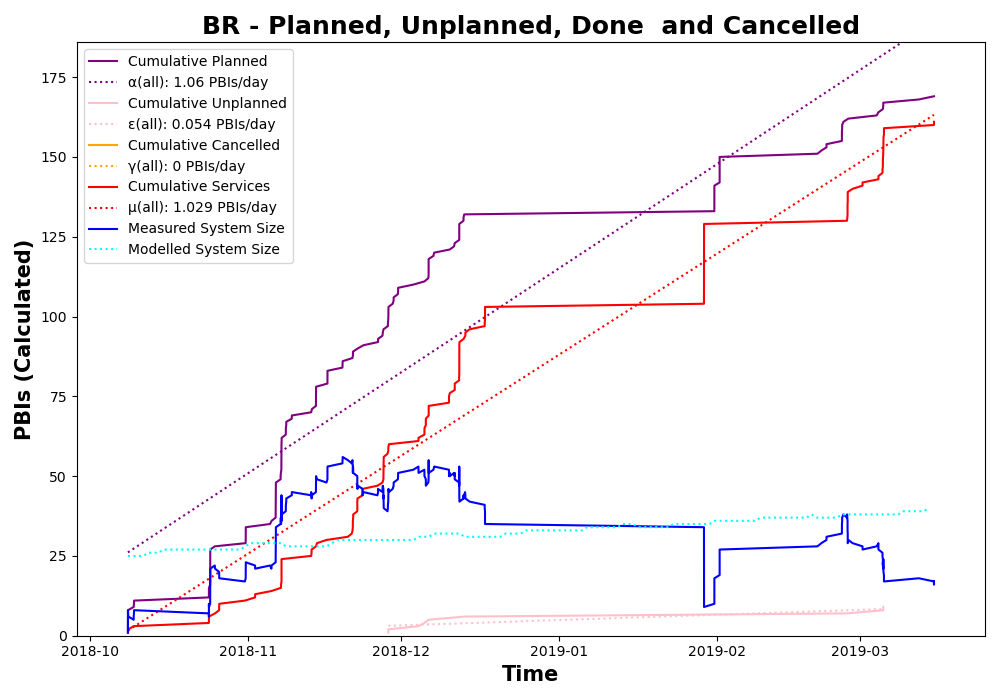 BR - Planned, Unplanned, Done  and Cancelled
Cumulative Planned
α(all): 1.06 PBIs/day
Cumulative Unplanned
ε(all): 0.054 PBIs/day
Cumulative Cancelled
γ(all): 0 PBIs/day
Cumulative Services
μ(all): 1.029 PBIs/day
Measured System Size
Modelled System Size
PBIs (Calculated)
175
150
125
100
75
50
25
0
2018-10 2018-11 2018-12 2019-01 2019-02 2019-03
Time